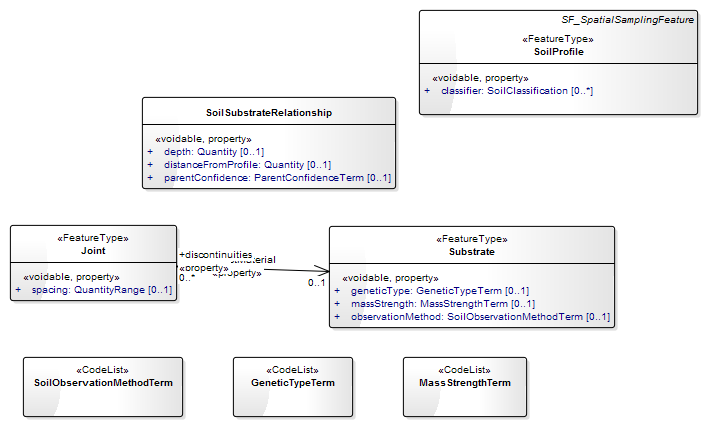 SF_SpatialSamplingFeature
«FeatureType»
SoilProfile
«voidable, property»
+ classifier: SoilClassification [0..*]
SoilSubstrateRelationship
«voidable, property»
+ depth: Quantity [0..1]
+ distanceFromProfile: Quantity [0..1]
+ parentConfidence: ParentConfidenceTerm [0..1]
«FeatureType»
Joint
«voidable, property»
+ spacing: QuantityRange [0..1]
+discontinuities
«property»
0..*
«property»
0..1
«FeatureType»
Substrate
«voidable, property»
+ geneticType: GeneticTypeTerm [0..1]
+ massStrength: MassStrengthTerm [0..1]
+ observationMethod: SoilObservationMethodTerm [0..1]
«CodeList»
SoilObservationMethodTerm
«CodeList»
GeneticTypeTerm
«CodeList»
MassStrengthTerm